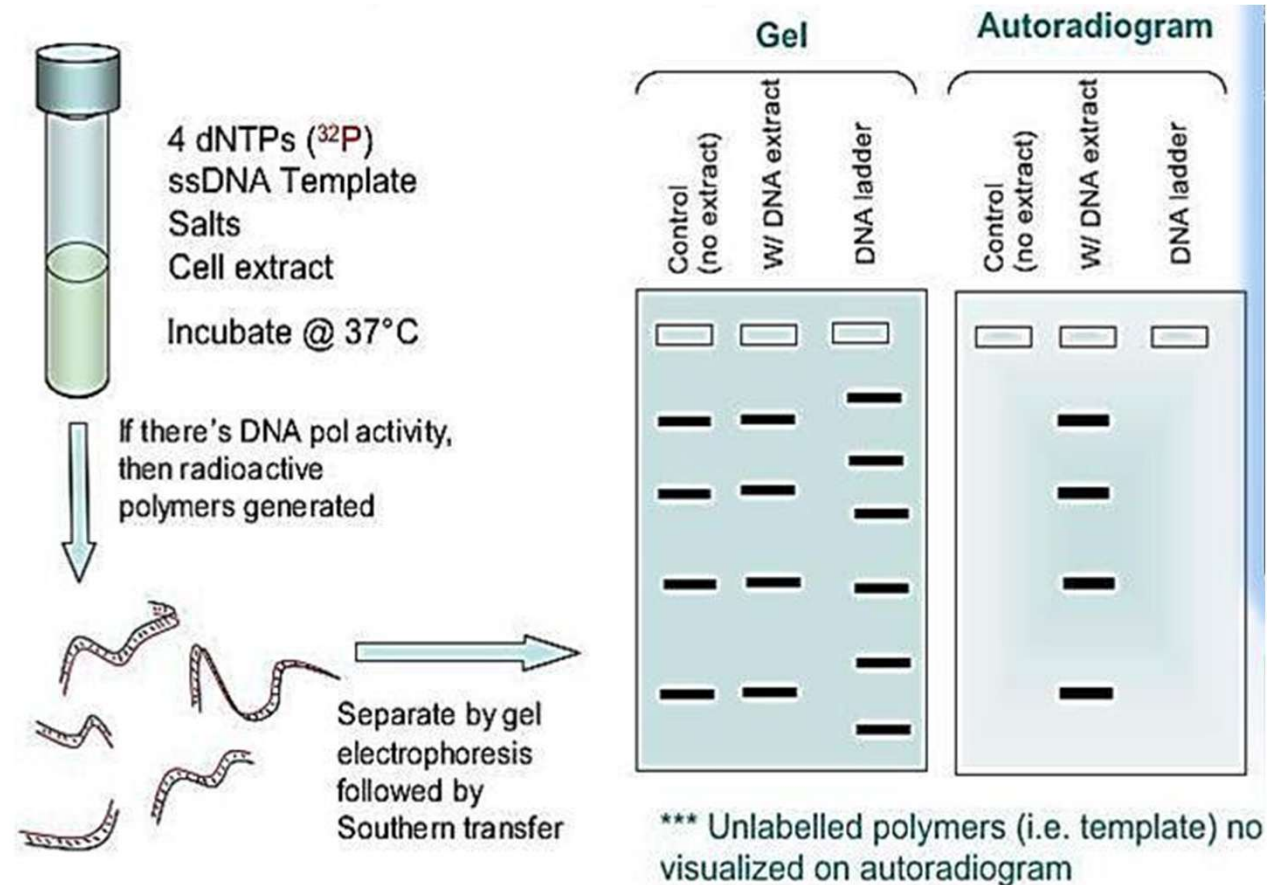 4 dNTPs (³²P)
ssDNA Template
Salts
Cell extract
Incubate @ 37°C
If there's DNA pol activity,
then radioactive
polymers generated
Separate by gel
electrophoresis
followed by
Southern transfer
Gel
Control
(no extract)
W/ DNA extract
DNA ladder
Autoradiogram
Control
(no extract)
W/ DNA extract
DNA ladder
*** Unlabelled polymers (i.e. template) no
visualized on autoradiogram